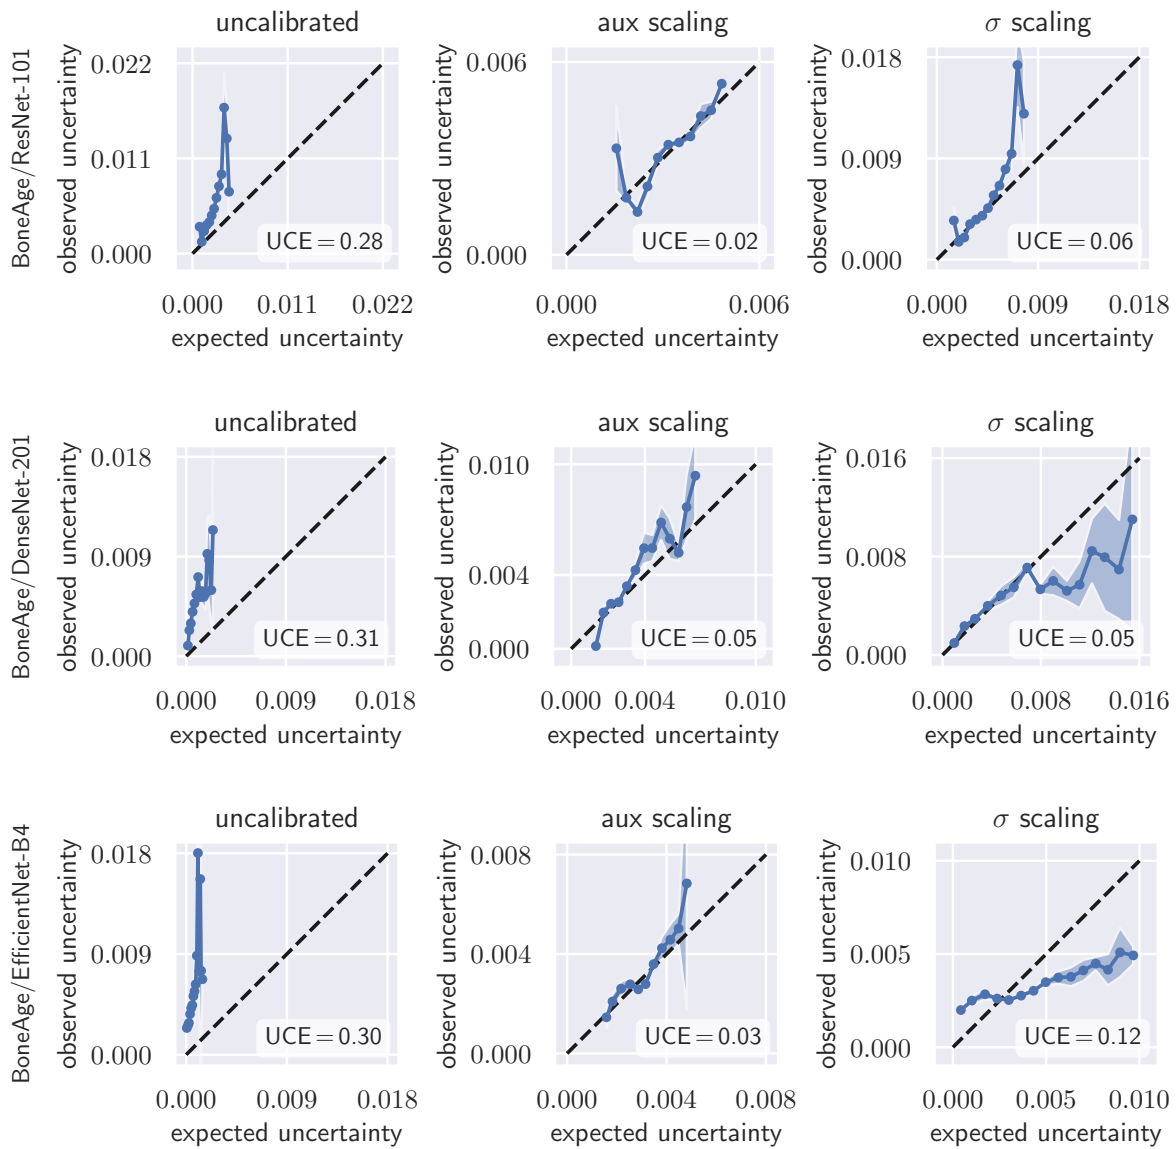 uncalibrated
aux scaling
σ scaling
BoneAge/ResNet-101
observed uncertainty
0.022
0.011
0.000
UCE = 0.28
0.000 0.011 0.022
expected uncertainty
observed uncertainty
0.006
0.000
UCE = 0.02
0.000 0.006
expected uncertainty
observed uncertainty
0.018
0.009
0.000
UCE = 0.06
0.000 0.009 0.018
expected uncertainty
uncalibrated
aux scaling
σ scaling
BoneAge/DenseNet-201
observed uncertainty
0.018
0.009
0.000
UCE = 0.31
0.000 0.009 0.018
expected uncertainty
observed uncertainty
0.010
0.004
0.000
UCE = 0.05
0.000 0.004 0.010
expected uncertainty
observed uncertainty
0.016
0.008
0.000
UCE = 0.05
0.000 0.008 0.016
expected uncertainty
uncalibrated
aux scaling
σ scaling
BoneAge/EfficientNet-B4
observed uncertainty
0.018
0.009
0.000
UCE = 0.30
0.000 0.009 0.018
expected uncertainty
observed uncertainty
0.008
0.004
0.000
UCE = 0.03
0.000 0.004 0.008
expected uncertainty
observed uncertainty
0.010
0.005
0.000
UCE = 0.12
0.000 0.005 0.010
expected uncertainty